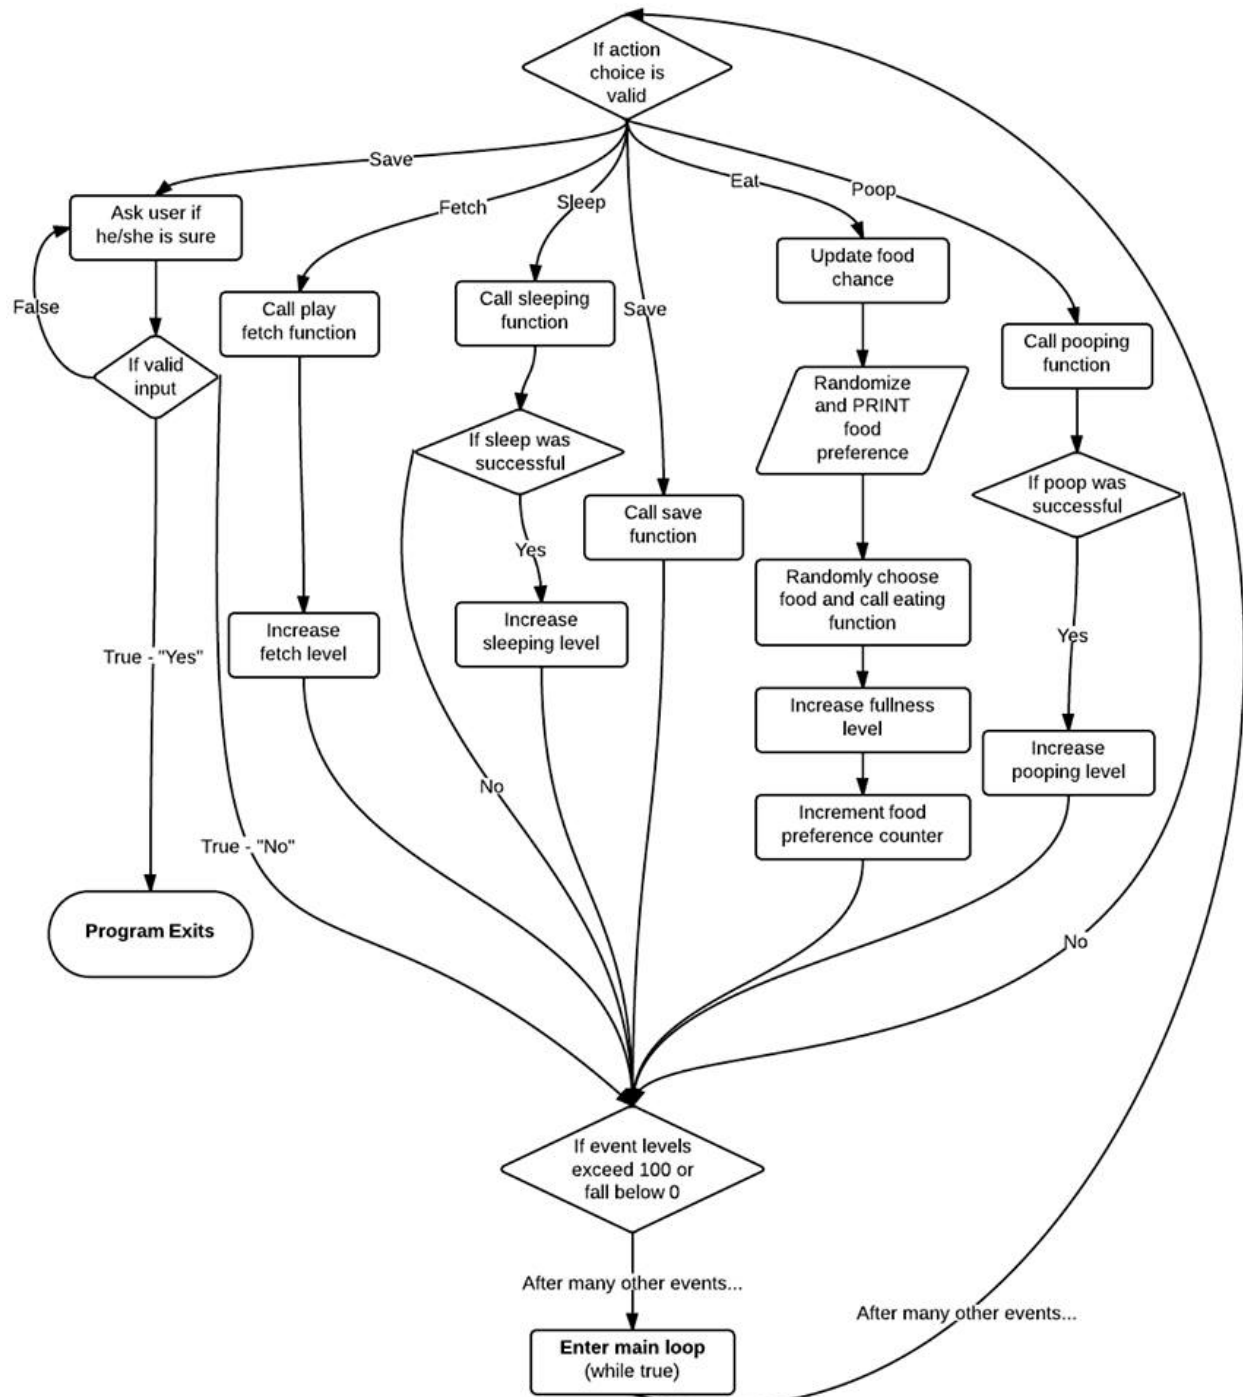 If action
choice is
valid
Save
Fetch
Sleep
Save
Eat
Poop
Ask user if
he/she is sure
False
If valid
input
True - "Yes"
True - "No"
Program Exits
Call play
fetch function
Increase
fetch level
Call sleeping
function
If sleep was
successful
Yes
No
Increase
sleeping level
Call save
function
Update food
chance
Randomize
and PRINT
food
preference
Randomly choose
food and call eating
function
Increase fullness
level
Increment food
preference counter
Call pooping
function
If poop was
successful
Yes
No
Increase
pooping level
If event levels
exceed 100 or
fall below 0
After many other events...
After many other events...
Enter main loop
(while true)